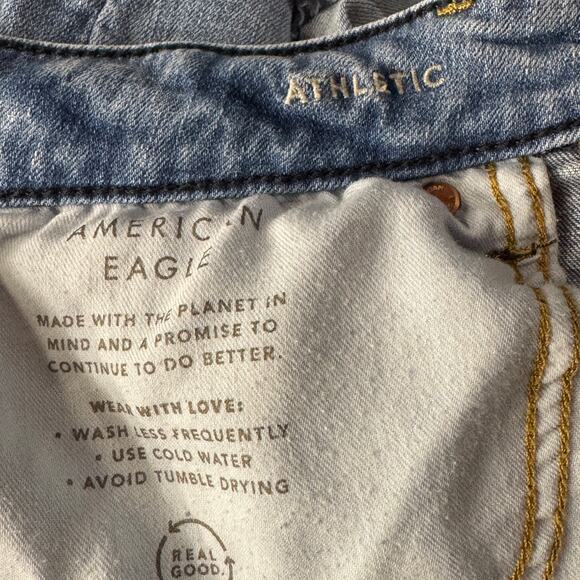 ATHLETIC
AMERICAN
EAGLE
MADE WITH THE PLANET IN
MIND AND A PROMISE TO
CONTINUE TO DO BETTER.
WEAR WITH LOVE:
• WASH LESS FREQUENTLY
• USE COLD WATER
• AVOID TUMBLE DRYING
REAL
GOOD.